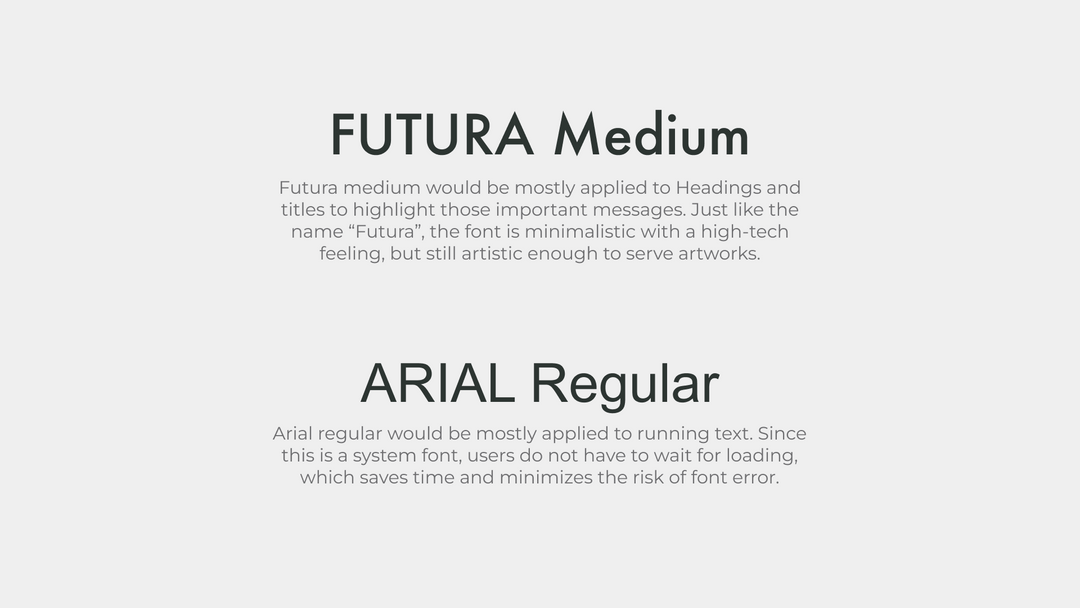 FUTURA Medium
Futura medium would be mostly applied to Headings and
titles to highlight those important messages. Just like the
name “Futura”, the font is minimalistic with a high-tech
feeling, but still artistic enough to serve artworks.
ARIAL Regular
Arial regular would be mostly applied to running text. Since
this is a system font, users do not have to wait for loading,
which saves time and minimizes the risk of font error.